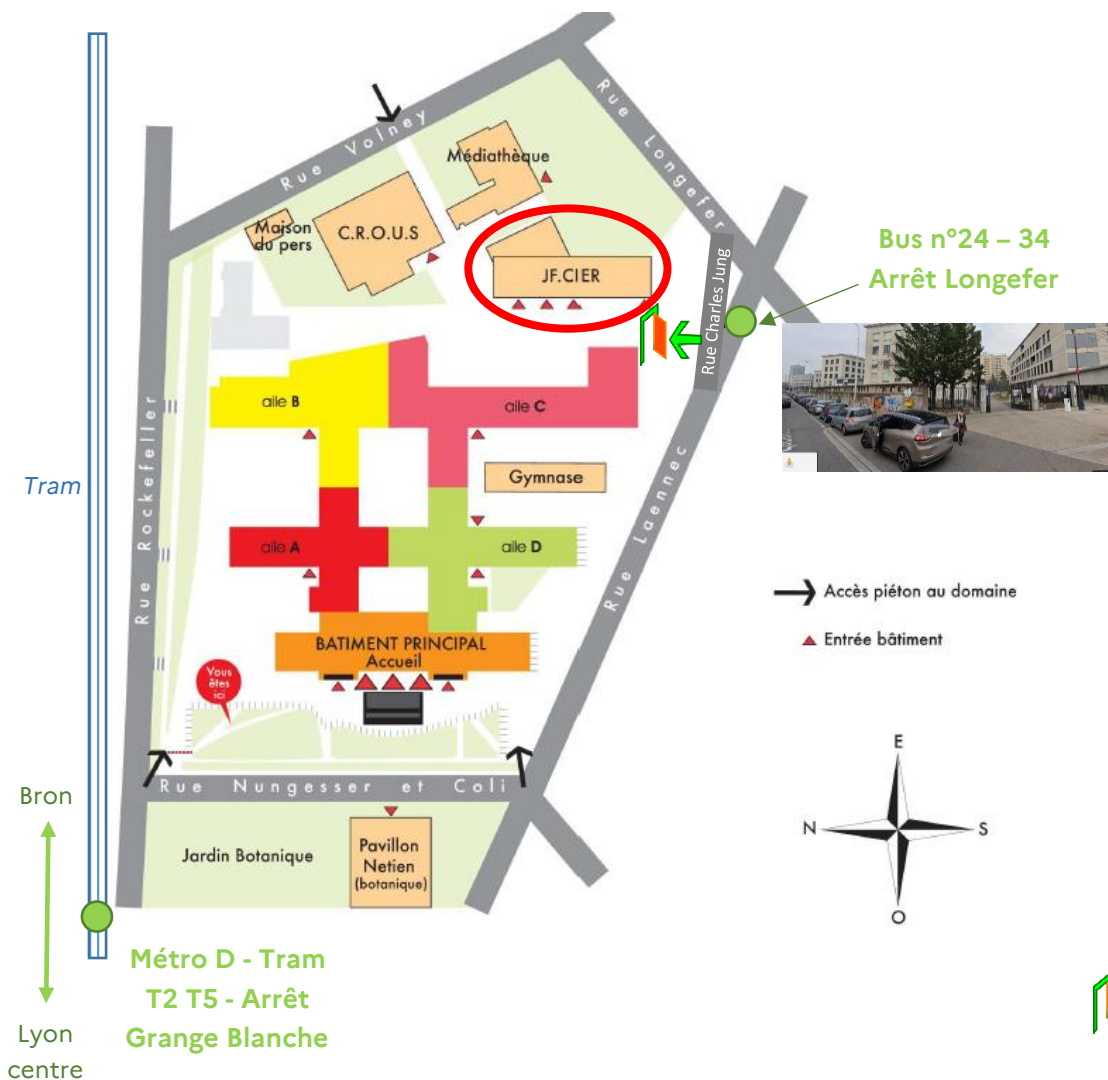 Rue Volney
Rue Longefer
Médiathèque
Maison
du pers
C.R.O.U.S
JF.CIER
Rue Charles Jung
Bus n°24 – 34
Arrêt Longefer
aile B
aile C
Gymnase
Tram
Rue Rockefeller
aile A
aile D
Rue Laennec
Accès piéton au domaine
Entrée bâtiment
BATIMENT PRINCIPAL
Accueil
Vous
êtes
ici
Rue Nungesser et Coli
Bron
Jardin Botanique
Pavillon
Netien
(botanique)
E
N
S
O
Métro D - Tram
T2 T5 - Arrêt
Grange Blanche
Lyon
centre